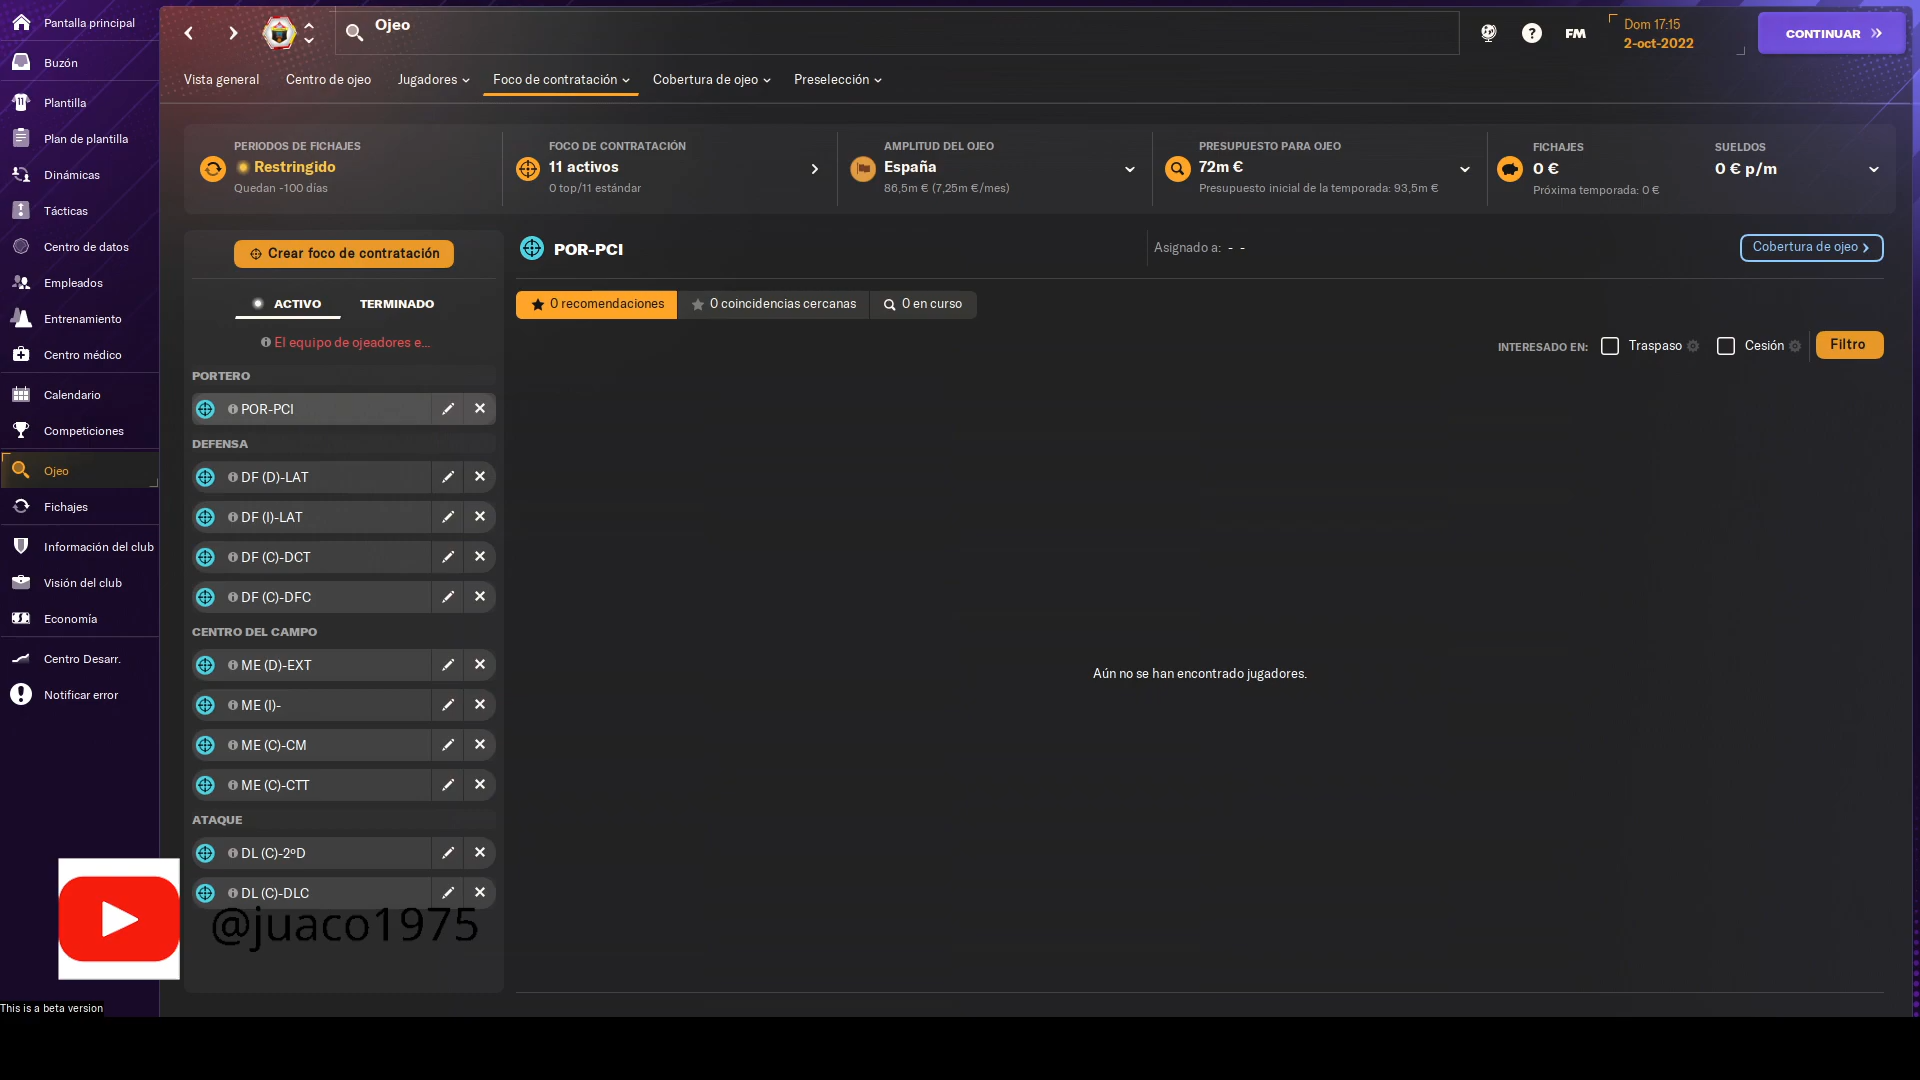 Pantalla principal
Buzón
Plantilla
Plan de plantilla
Dinámicas
Tácticas
Centro de datos
Empleados
Entrenamiento
Centro médico
Calendario
Competiciones
Ojeo
Fichajes
Información del club
Visión del club
Economía
Centro Desarr.
Notificar error
Ojeo
FM
Dom 17:15
2-oct-2022
CONTINUAR
Vista general
Centro de ojeo
Jugadores
Foco de contratación
Cobertura de ojeo
Preselección
PERIODOS DE FICHAJES
Restringido
Quedan -100 días
FOCO DE CONTRATACIÓN
11 activos
0 top/11 estándar
AMPLITUD DEL OJEO
España
86,5m € (7,25m €/mes)
PRESUPUESTO PARA OJEO
72m €
Presupuesto inicial de la temporada: 93,5m €
FICHAJES
0 €
Próxima temporada: 0 €
SUELDOS
0 € p/m
Crear foco de contratación
ACTIVO
TERMINADO
El equipo de ojeadores e...
PORTERO
POR-PCI
DEFENSA
DF (D)-LAT
DF (I)-LAT
DF (C)-DCT
DF (C)-DFC
CENTRO DEL CAMPO
ME (D)-EXT
ME (I)-
ME (C)-CM
ME (C)-CTT
ATAQUE
DL (C)-2ºD
DL (C)-DLC
POR-PCI
Asignado a: - -
Cobertura de ojeo
0 recomendaciones
0 coincidencias cercanas
0 en curso
INTERESADO EN:
Traspaso
Cesión
Filtro
Aún no se han encontrado jugadores.
@juaco1975
This is a beta version